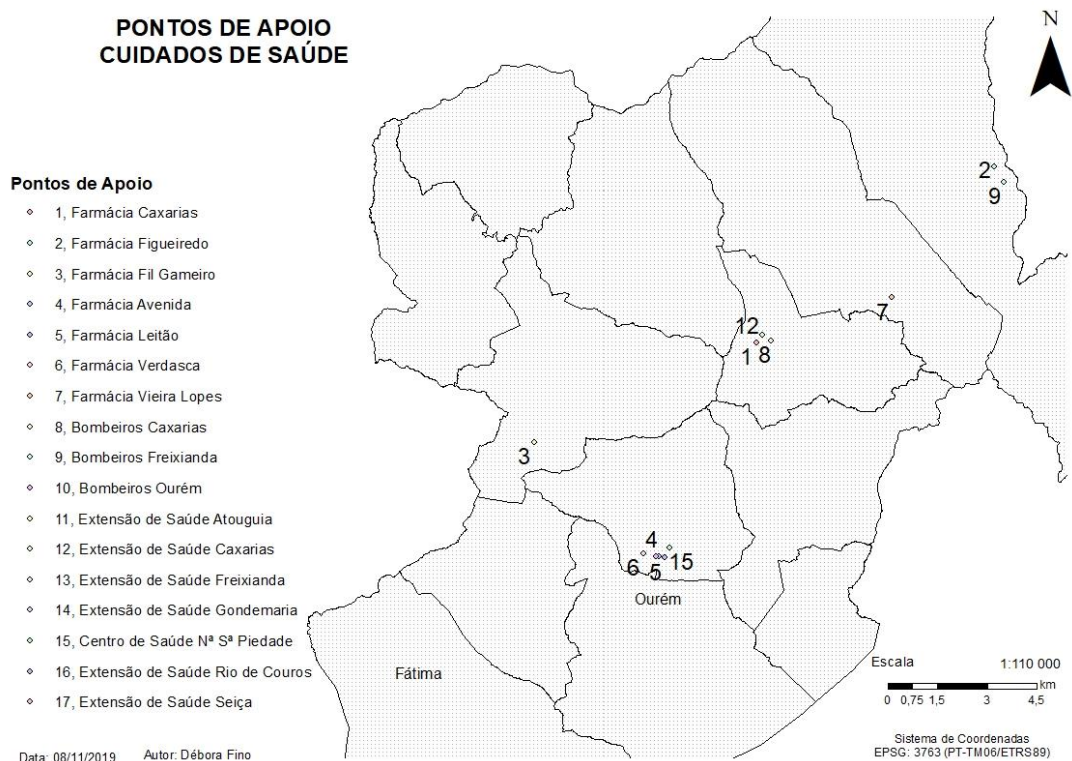 PONTOS DE APOIO
CUIDADOS DE SAÚDE
N
Pontos de Apoio
1, Farmácia Caxarias
2, Farmácia Figueiredo
3, Farmácia Fil Gameiro
4, Farmácia Avenida
5, Farmácia Leitão
6, Farmácia Verdasca
7, Farmácia Vieira Lopes
8, Bombeiros Caxarias
9, Bombeiros Freixianda
10, Bombeiros Ourém
11, Extensão de Saúde Atouguia
12, Extensão de Saúde Caxarias
13, Extensão de Saúde Freixianda
14, Extensão de Saúde Gondemaria
15, Centro de Saúde Nª Sª Piedade
16, Extensão de Saúde Rio de Couros
17, Extensão de Saúde Seiça
2
9
7
12
1 8
3
4
6 5 15
Ourém
Fátima
Escala 1:110 000
km
0 0,75 1,5 3 4,5
Sistema de Coordenadas
EPSG: 3763 (PT-TM06/ETRS89)
Data: 08/11/2019 Autor: Débora Fino